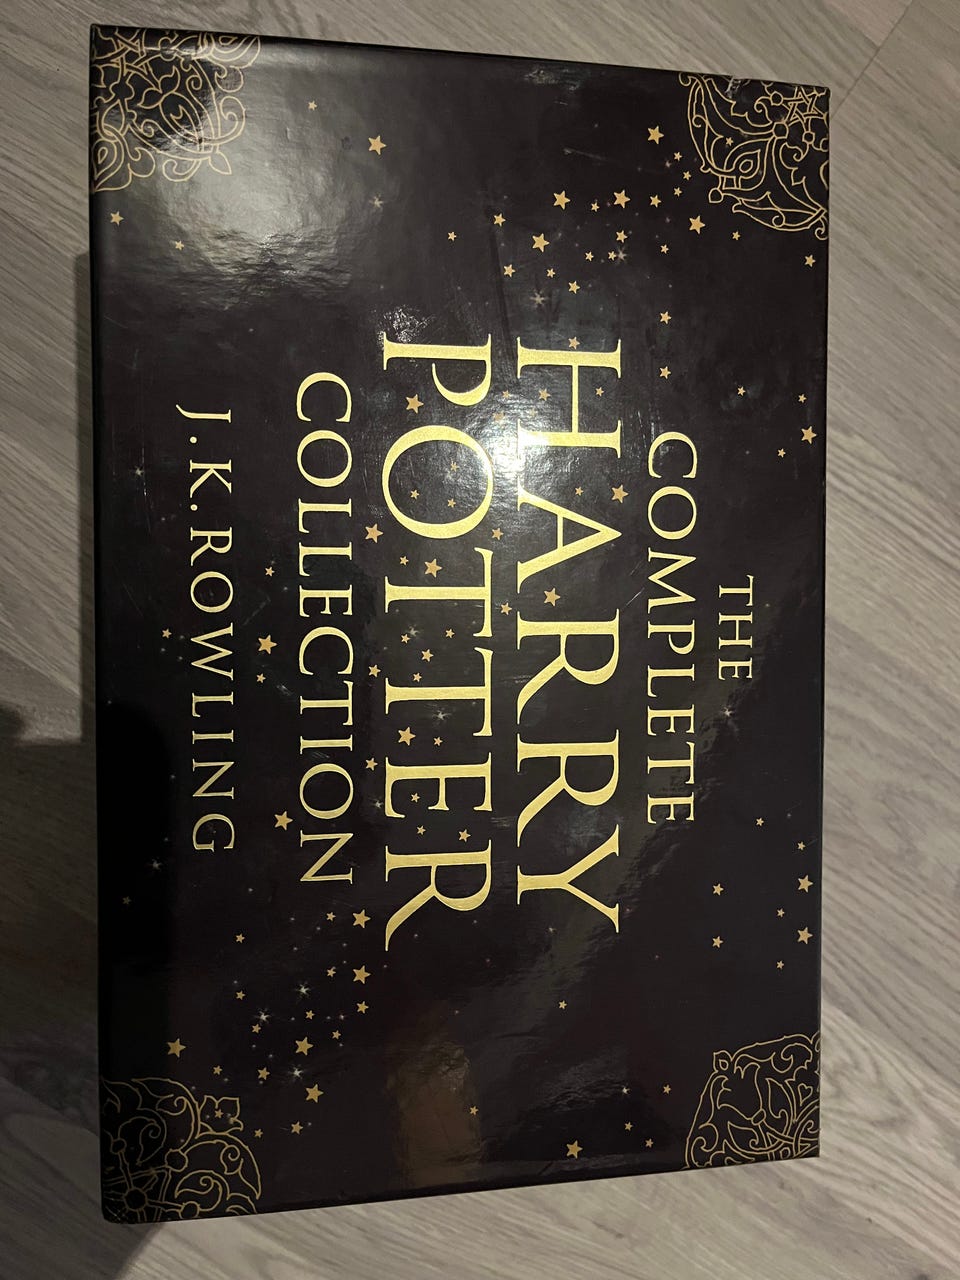 THE
COMPLETE
HARRY
POTTER
COLLECTION
J.K.ROWLING